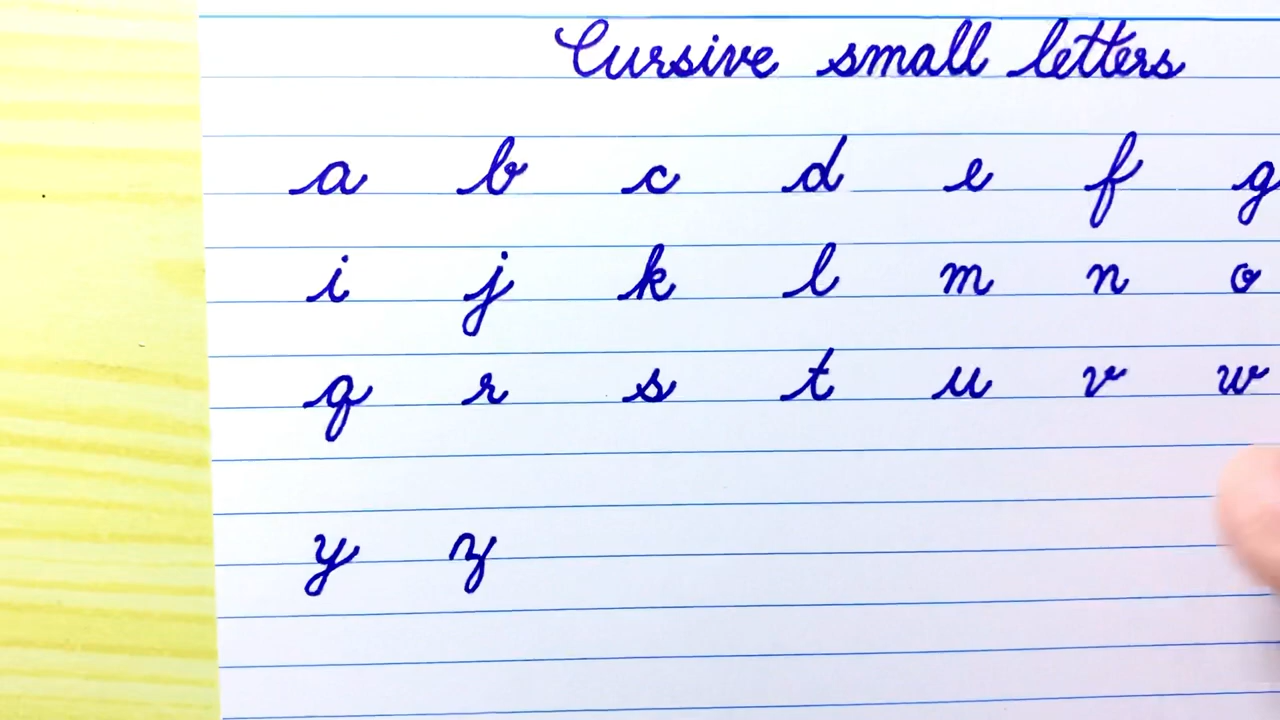 Cursive small letters
a b c d e f g
i j k l m n o
q r s t u v w
y z